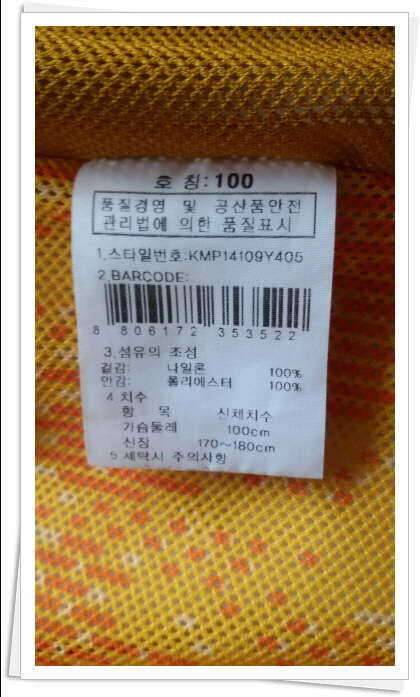 호 칭:100
품질경영 및 공산품안전
관리법에 의한 품질표시
1.스타일번호:KMP14109Y405
2.BARCODE:
8 806172 353522
3.섬유의 조성
겉감: 나일론 100%
안감: 폴리에스터 100%
4 치수
항 목 신체치수
가슴둘레 100cm
신장 170~180cm
5 세탁시 주의사항